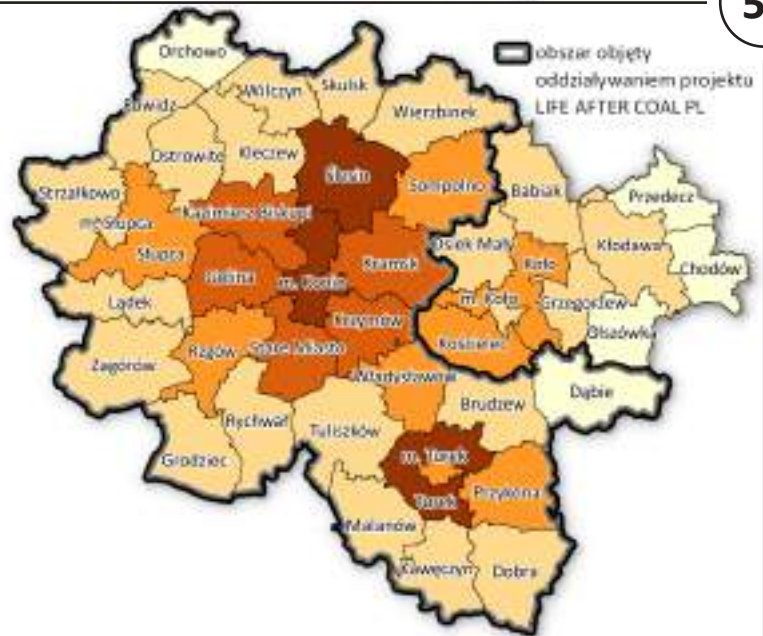 5
obszar objęty
oddziaływaniem projektu
LIFE AFTER COAL PL
Orchowo
Powidz
Wilczyn
Skulsk
Wierzbinek
Ostrowite
Kleczew
Ślesin
Sompolno
Babiak
Przedecz
Strzałkowo
m. Słupca
Kazimierz Biskupi
Słupca
Golina
m. Konin
Kramsk
Osiek Mały
Koło
Kłodawa
Chodów
Lądek
Krzymów
m. Koło
Grzegorzew
Olszówka
Zagórów
Rzgów
Stare Miasto
Kościelec
Władysławów
Dąbie
Rychwał
Tuliszków
Brudzew
Grodziec
m. Turek
Turek
Przykona
Malanów
Kawęczyn
Dobra